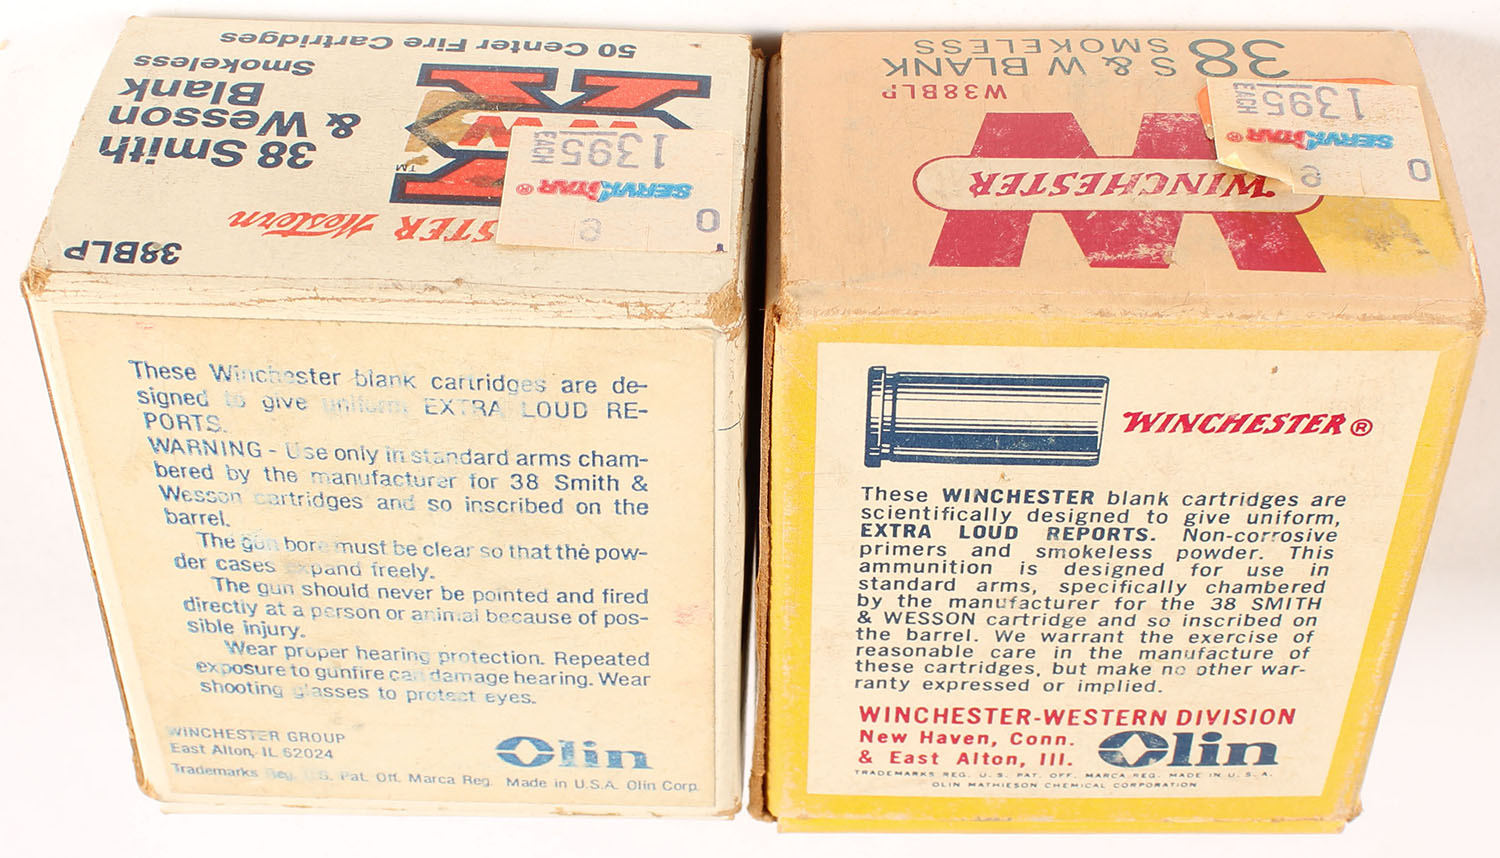 50 Center Fire Cartridges
Smokeless
38 Smith
& Wesson
Blank
TM
STER Western
38BLP
1395
EACH
SERVISTAR®
0
These Winchester blank cartridges are de-
signed to give uniform EXTRA LOUD RE-
PORTS.
WARNING - Use only in standard arms cham-
bered by the manufacturer for 38 Smith &
Wesson cartridges and so inscribed on the
barrel.
The gun bore must be clear so that the pow-
der cases expand freely.
The gun should never be pointed and fired
directly at a person or animal because of pos-
sible injury.
Wear proper hearing protection. Repeated
exposure to gunfire can damage hearing. Wear
shooting glasses to protect eyes.
WINCHESTER GROUP
East Alton, IL 62024
Olin
Trademarks Reg. U.S. Pat. Off. Marca Reg. Made in U.S.A. Olin Corp.
38 S & W BLANK
SMOKELESS
W38BLP
W
WINCHESTER
1395
EACH
SERVISTAR®
0
WINCHESTER®
These WINCHESTER blank cartridges are
scientifically designed to give uniform,
EXTRA LOUD REPORTS. Non-corrosive
primers and smokeless powder. This
ammunition is designed for use in
standard arms, specifically chambered
by the manufacturer for the 38 SMITH
& WESSON cartridge and so inscribed on
the barrel. We warrant the exercise of
reasonable care in the manufacture of
these cartridges, but make no other war-
ranty expressed or implied.
WINCHESTER-WESTERN DIVISION
New Haven, Conn.
& East Alton, Ill.
Olin
TRADEMARKS REG. U.S. PAT. OFF. MARCA REG. MADE IN U.S.A.
OLIN MATHIESON CHEMICAL CORPORATION